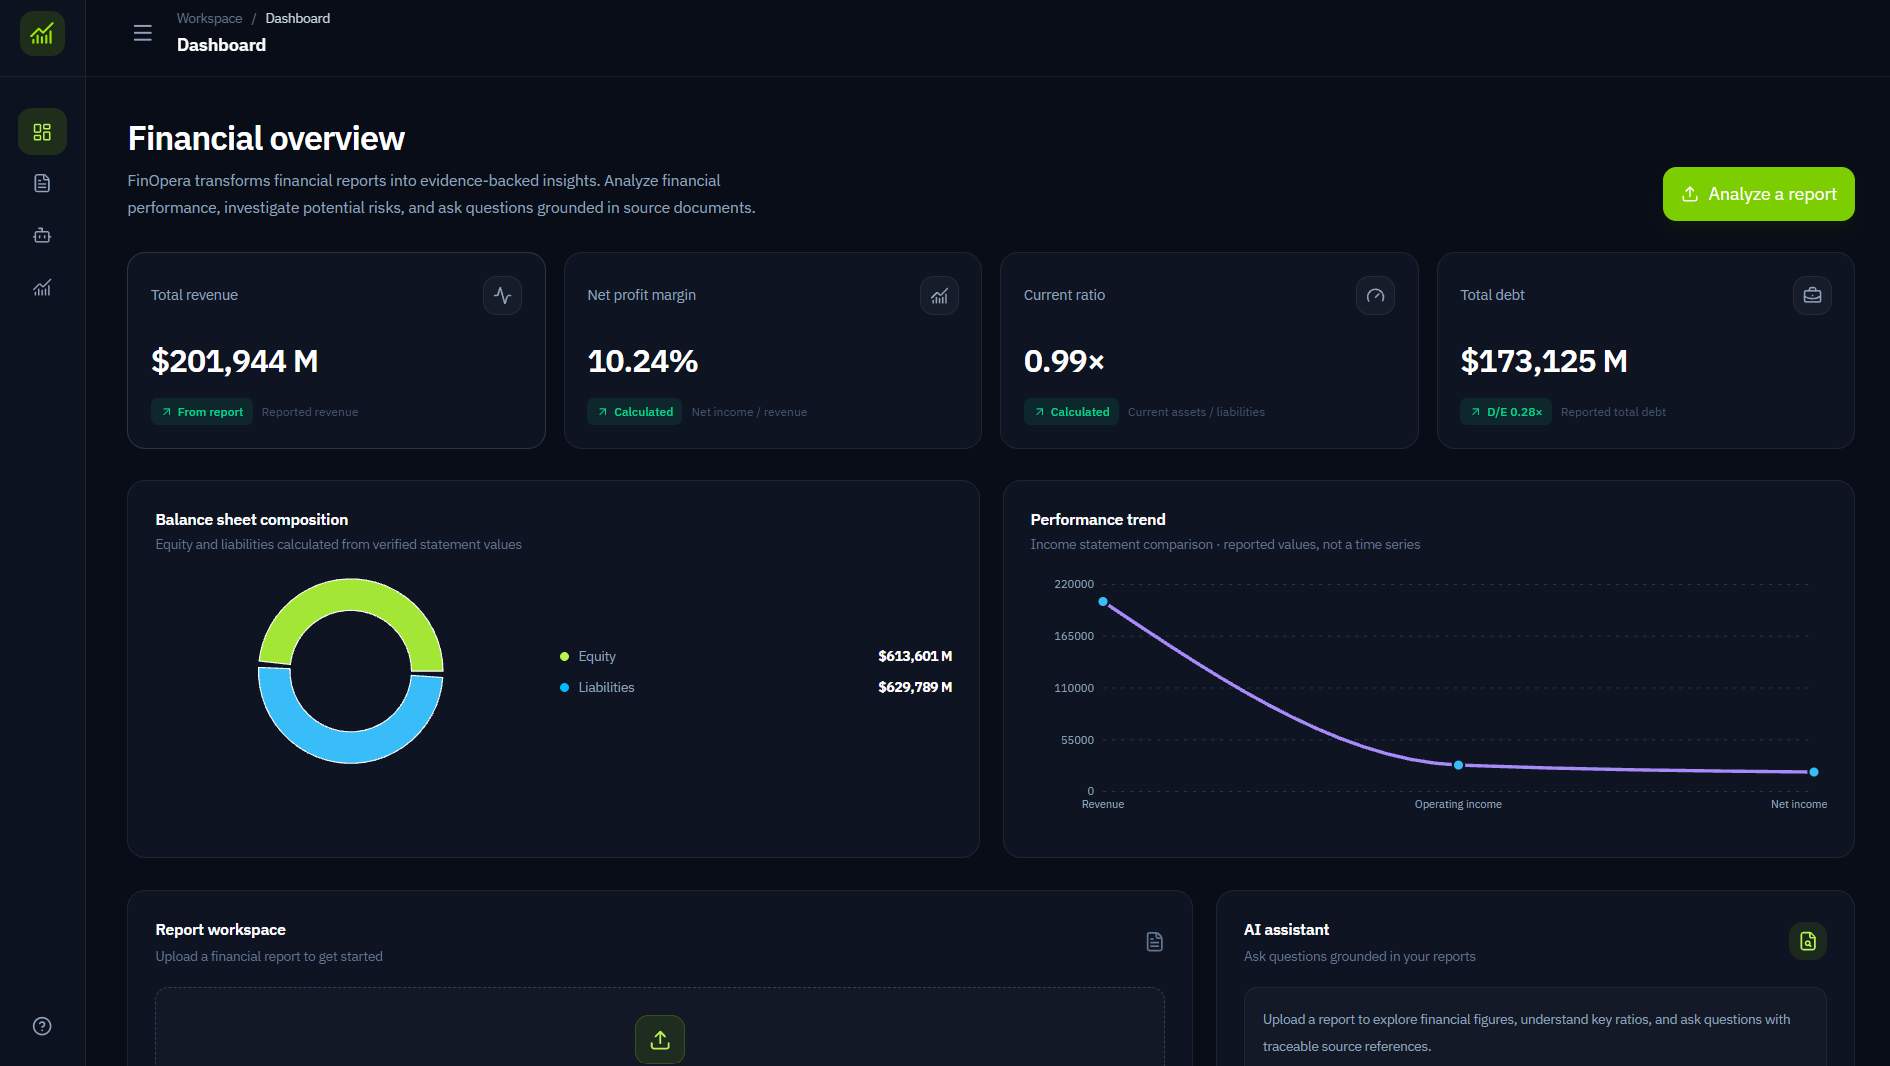 Workspace / Dashboard
Dashboard
Financial overview
FinOpera transforms financial reports into evidence-backed insights. Analyze financial
performance, investigate potential risks, and ask questions grounded in source documents.
Analyze a report
Total revenue
$201,944 M
From report Reported revenue
Net profit margin
10.24%
Calculated Net income / revenue
Current ratio
0.99×
Calculated Current assets / liabilities
Total debt
$173,125 M
D/E 0.28× Reported total debt
Balance sheet composition
Equity and liabilities calculated from verified statement values
Equity $613,601 M
Liabilities $629,789 M
Performance trend
Income statement comparison · reported values, not a time series
220000
165000
110000
55000
0
Revenue Operating income Net income
Report workspace
Upload a financial report to get started
AI assistant
Ask questions grounded in your reports
Upload a report to explore financial figures, understand key ratios, and ask questions with
traceable source references.